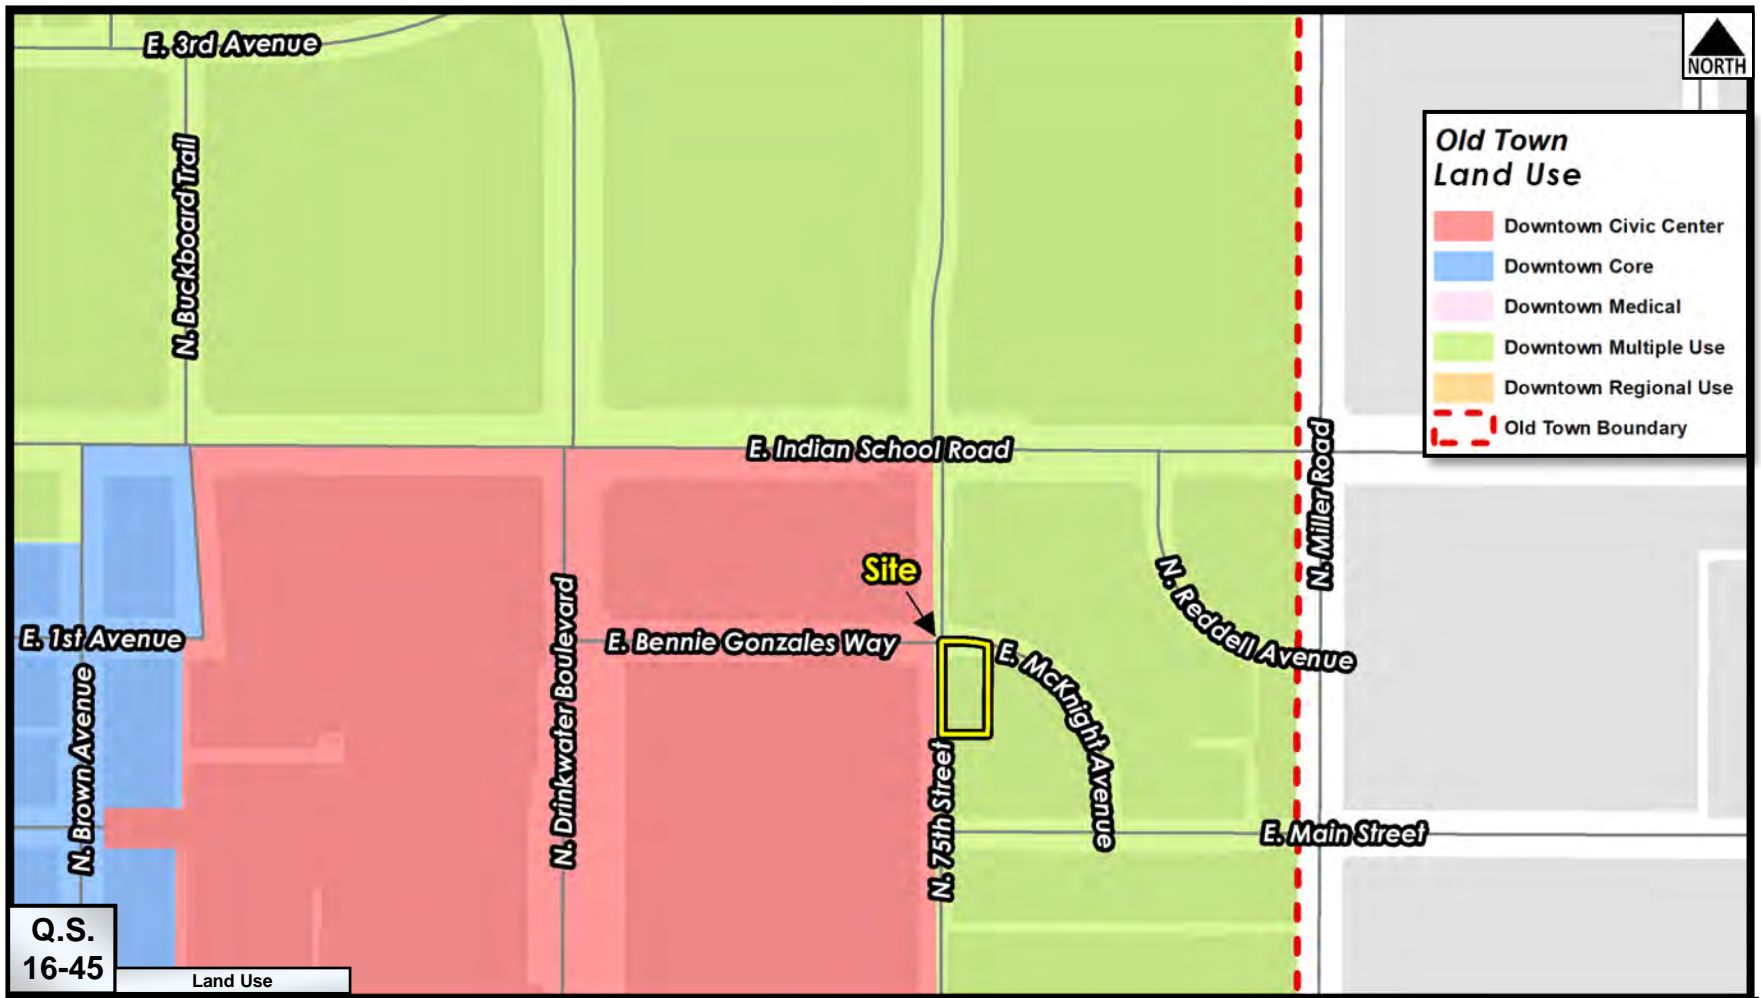 E. 3rd Avenue
NORTH
N. Buckboard Trail
Old Town
Land Use
Downtown Civic Center
Downtown Core
Downtown Medical
Downtown Multiple Use
Downtown Regional Use
Old Town Boundary
E. Indian School Road
N. Miller Road
Site
N. Reddell Avenue
E. 1st Avenue
E. Bennie Gonzales Way
E. McKnight Avenue
N. Brown Avenue
N. Drinkwater Boulevard
N. 75th Street
E. Main Street
Q.S.
16-45
Land Use